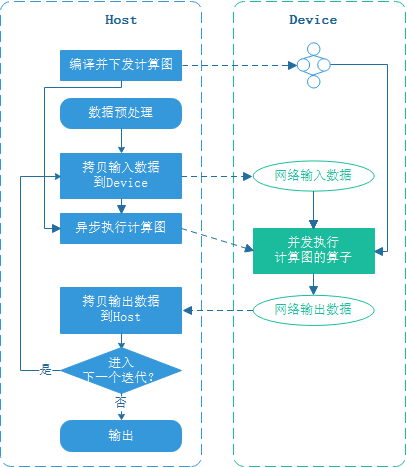 Host
Device
编译并下发计算图
数据预处理
拷贝输入数据
到Device
网络输入数据
异步执行计算图
并发执行
计算图的算子
拷贝输出数据
到Host
网络输出数据
进入
下一个迭代?
是
否
输出